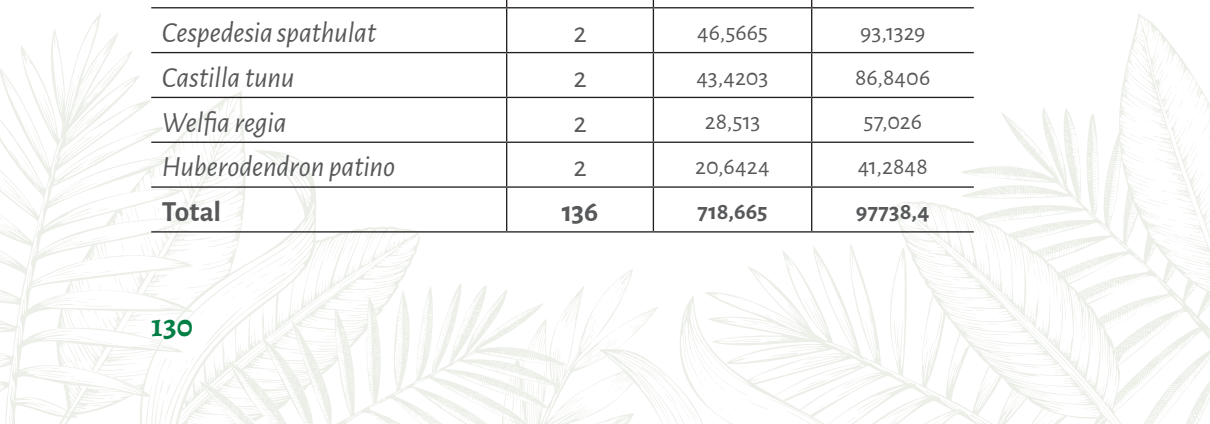 Cespedesia spathulat 2 46,5665 93,1329
Castilla tunu 2 43,4203 86,8406
Welfia regia 2 28,513 57,026
Huberodendron patino 2 20,6424 41,2848
Total 136 718,665 97738,4
130